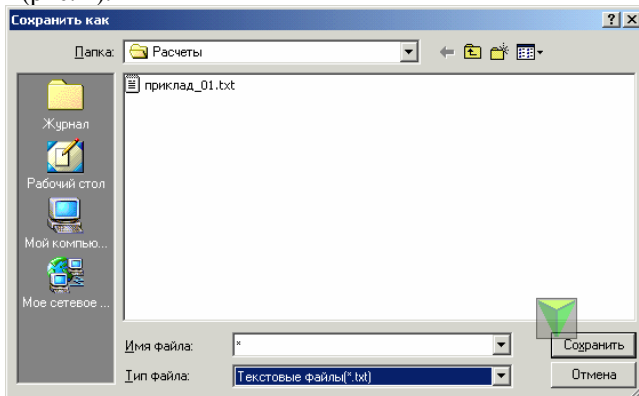 Сохранить как
Папка: Расчеты
приклад_01.txt
Журнал
Рабочий стол
Мой компью...
Мое сетевое ...
Имя файла: *
Сохранить
Тип файла: Текстовые файлы(*.txt)
Отмена